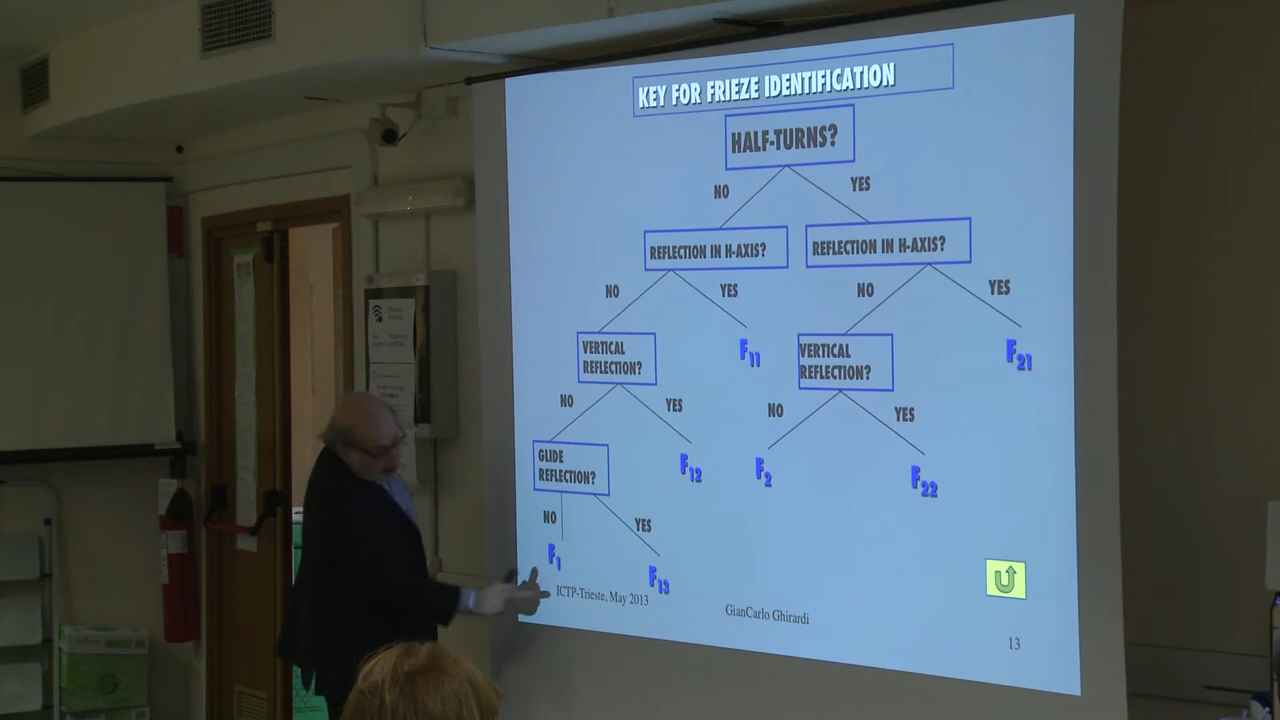 KEY FOR FRIEZE IDENTIFICATION
HALF-TURNS?
NO
YES
REFLECTION IN H-AXIS?
REFLECTION IN H-AXIS?
NO
YES
NO
YES
VERTICAL
REFLECTION?
F11
VERTICAL
REFLECTION?
F21
NO
YES
NO
YES
GLIDE
REFLECTION?
F12
F2
F22
NO
YES
F1
F13
ICTP-Trieste, May 2013
GianCarlo Ghirardi
13